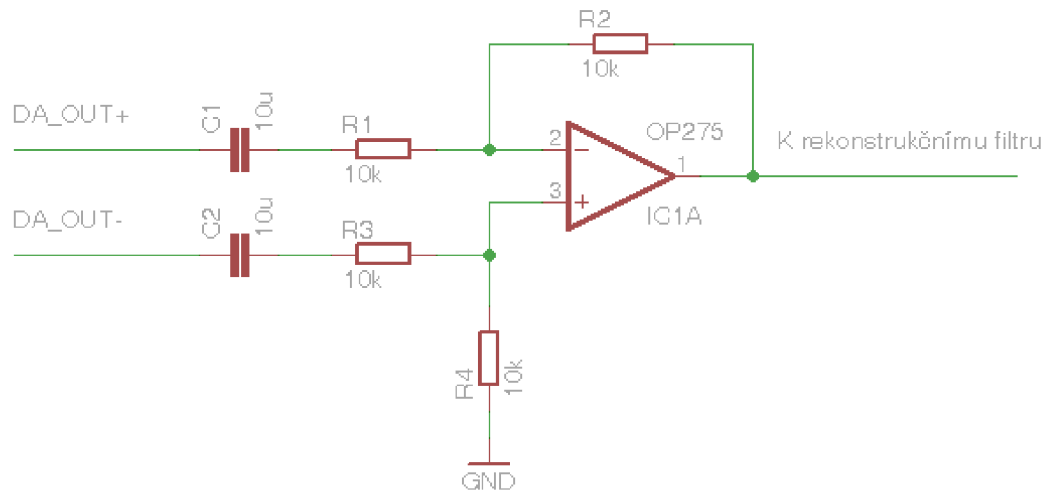 R2
10k
DA_OUT+
C1
10u
R1
10k
2
-
OP275
1
K rekonstrukčnímu filtru
3
+
IC1A
DA_OUT-
C2
10u
R3
10k
R4
10k
GND